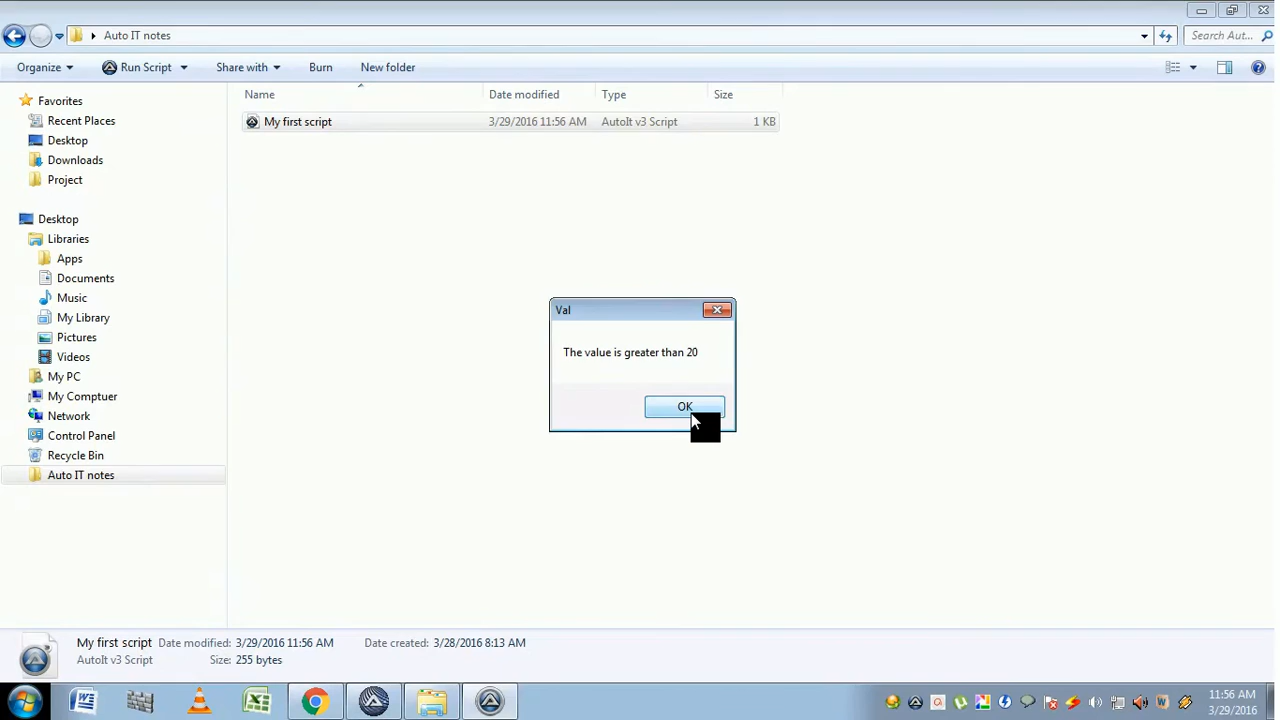 Auto IT notes
Search Aut...
Organize
Run Script
Share with
Burn
New folder
Name
Date modified
Type
Size
My first script
3/29/2016 11:56 AM
AutoIt v3 Script
1 KB
Favorites
Recent Places
Desktop
Downloads
Project
Desktop
Libraries
Apps
Documents
Music
My Library
Pictures
Videos
My PC
My Comptuer
Network
Control Panel
Recycle Bin
Auto IT notes
Val
The value is greater than 20
OK
My first script Date modified: 3/29/2016 11:56 AM Date created: 3/28/2016 8:13 AM
AutoIt v3 Script Size: 255 bytes
11:56 AM
3/29/2016